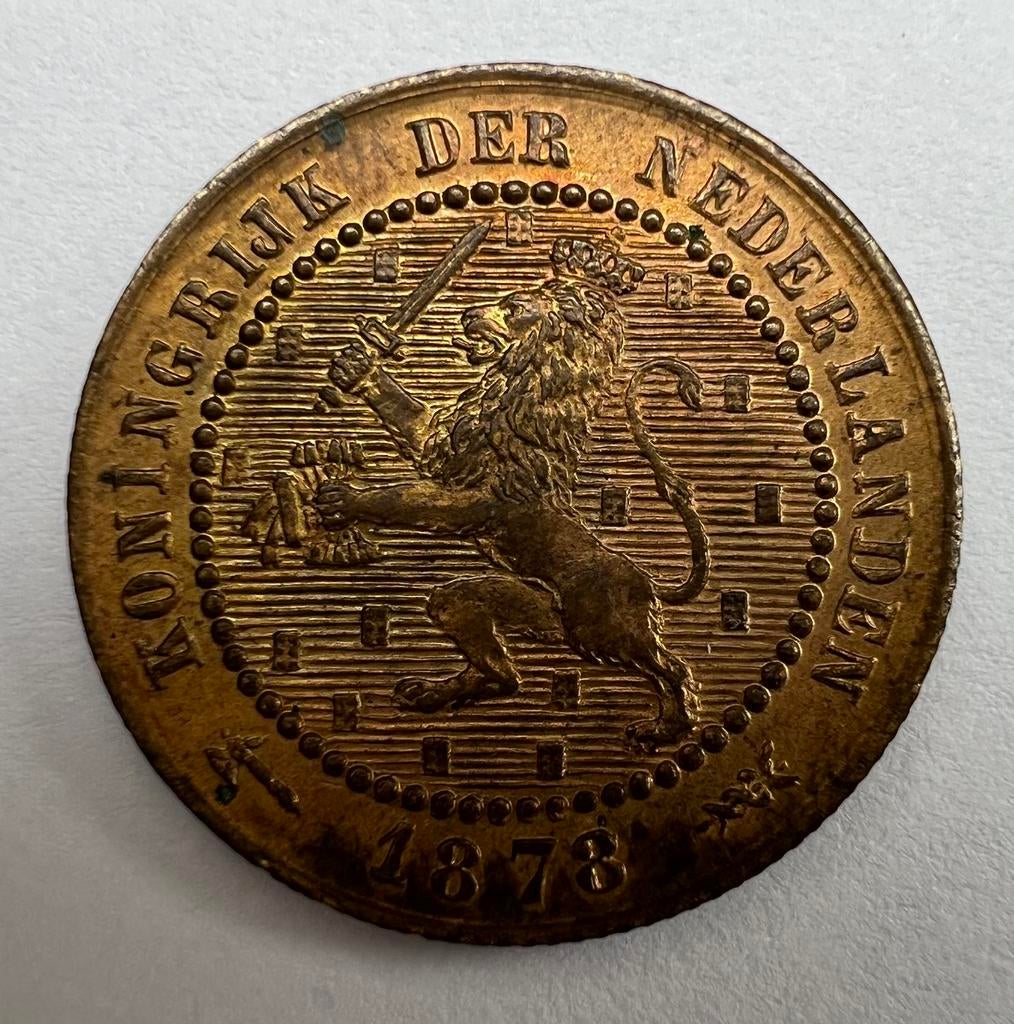 KONINGRIJK DER NEDERLANDEN
1878